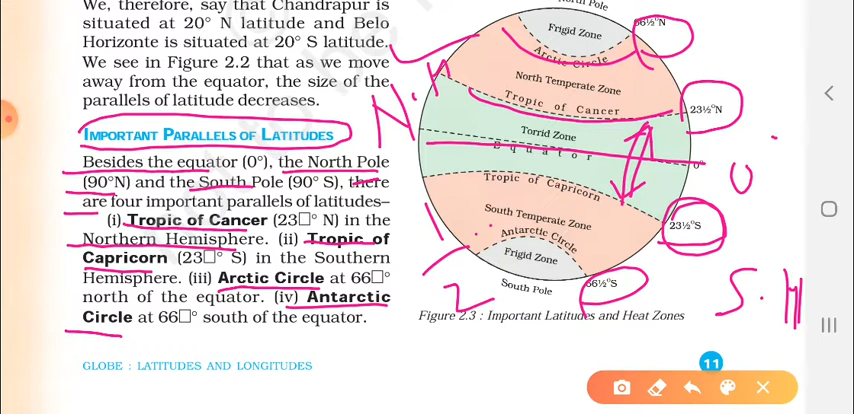 We, therefore, say that Chandrapur is
situated at 20° N latitude and Belo
Horizonte is situated at 20° S latitude.
We see in Figure 2.2 that as we move
away from the equator, the size of the
parallels of latitude decreases.
IMPORTANT PARALLELS OF LATITUDES
Besides the equator (0°), the North Pole
(90°N) and the South Pole (90° S), there
are four important parallels of latitudes–
(i) Tropic of Cancer (23□° N) in the
Northern Hemisphere. (ii) Tropic of
Capricorn (23□° S) in the Southern
Hemisphere. (iii) Arctic Circle at 66□°
north of the equator. (iv) Antarctic
Circle at 66□° south of the equator.
GLOBE : LATITUDES AND LONGITUDES
North Pole
66½°N
Frigid Zone
Arctic Circle
North Temperate Zone
Tropic of Cancer
23½°N
Torrid Zone
Equator
0°
Tropic of Capricorn
South Temperate Zone
23½°S
Antarctic Circle
Frigid Zone
66½°S
South Pole
N.H
0
S.H
Figure 2.3 : Important Latitudes and Heat Zones
11